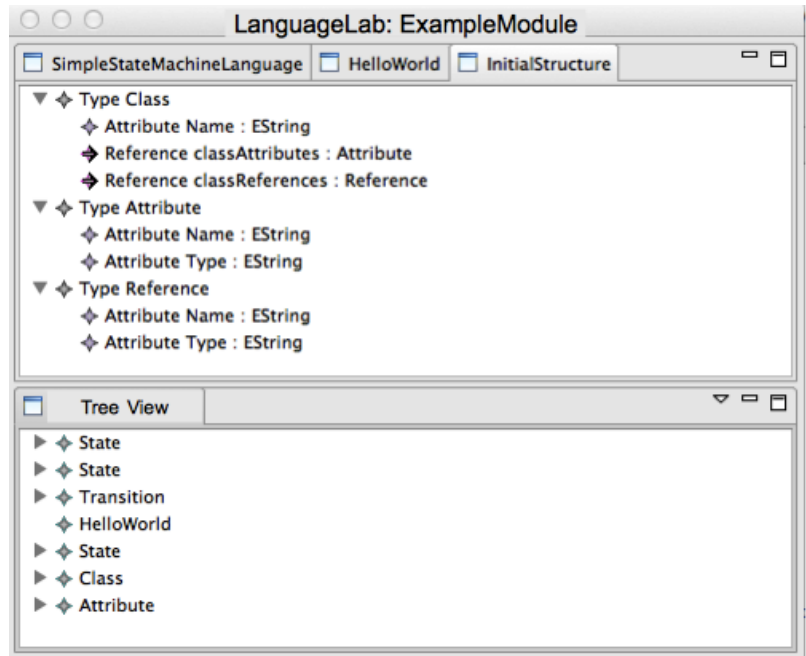 LanguageLab: ExampleModule
SimpleStateMachineLanguage HelloWorld InitialStructure
Type Class
Attribute Name : EString
Reference classAttributes : Attribute
Reference classReferences : Reference
Type Attribute
Attribute Name : EString
Attribute Type : EString
Type Reference
Attribute Name : EString
Attribute Type : EString
Tree View
State
State
Transition
HelloWorld
State
Class
Attribute